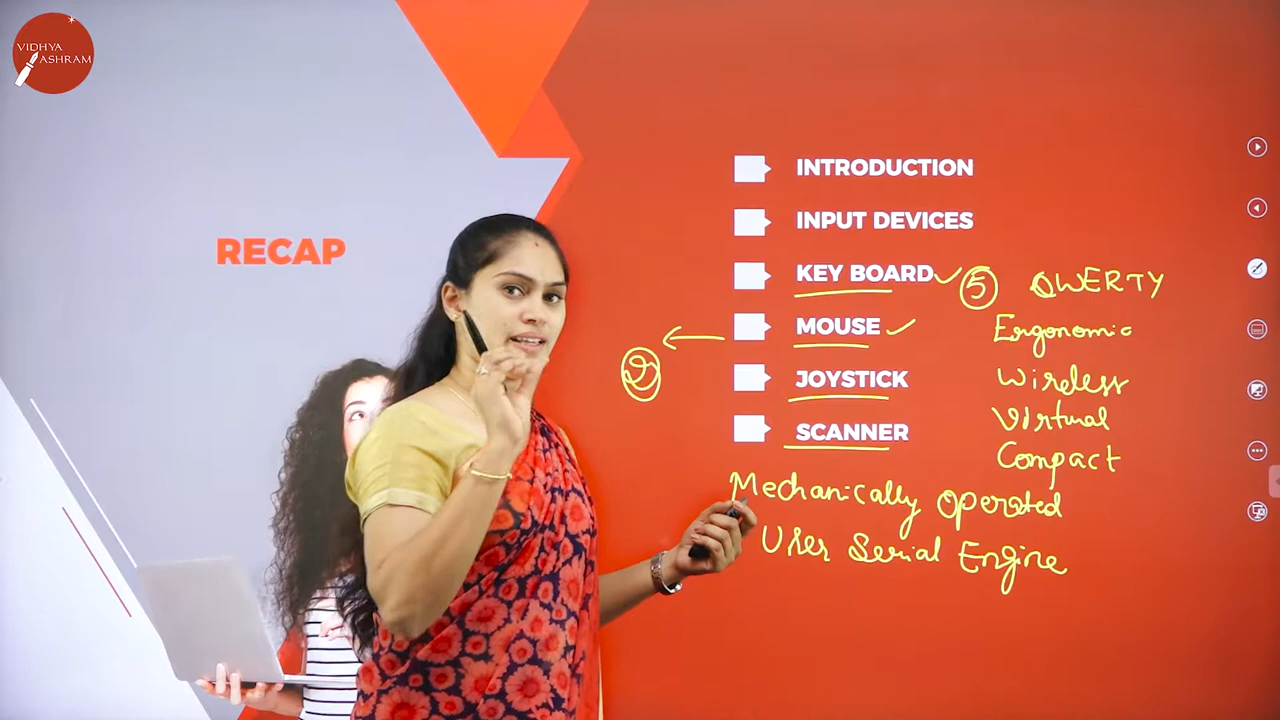 VIDHYA
ASHRAM
RECAP
INTRODUCTION
INPUT DEVICES
KEY BOARD 5 QWERTY
MOUSE Ergonomic
2
JOYSTICK Wireless
Virtual
SCANNER
Compact
Mechanically Operated
User Serial Engine